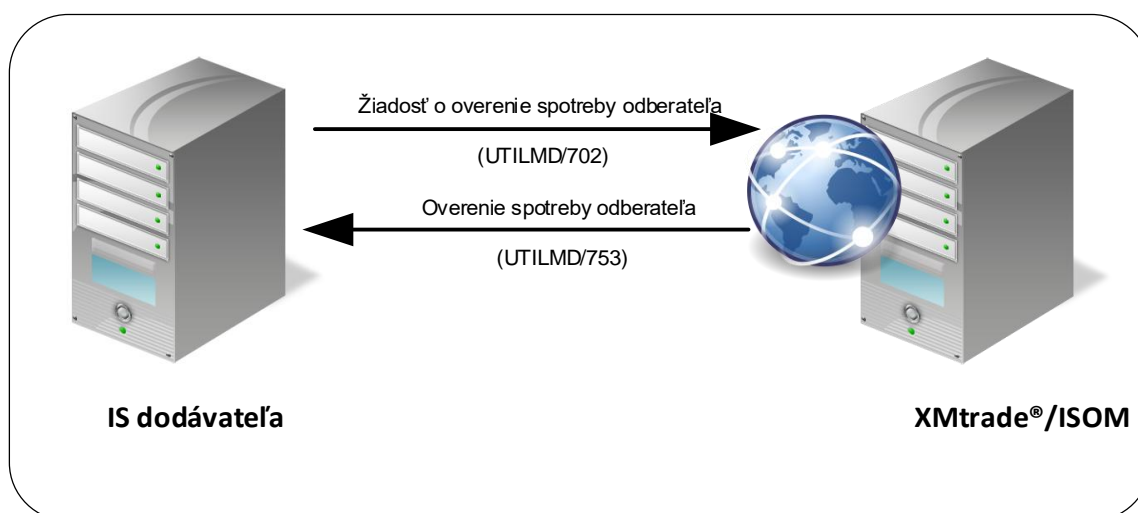 Žiadosť o overenie spotreby odberateľa
(UTILMD/702)
Overenie spotreby odberateľa
(UTILMD/753)
IS dodávateľa
XMtrade®/ISOM